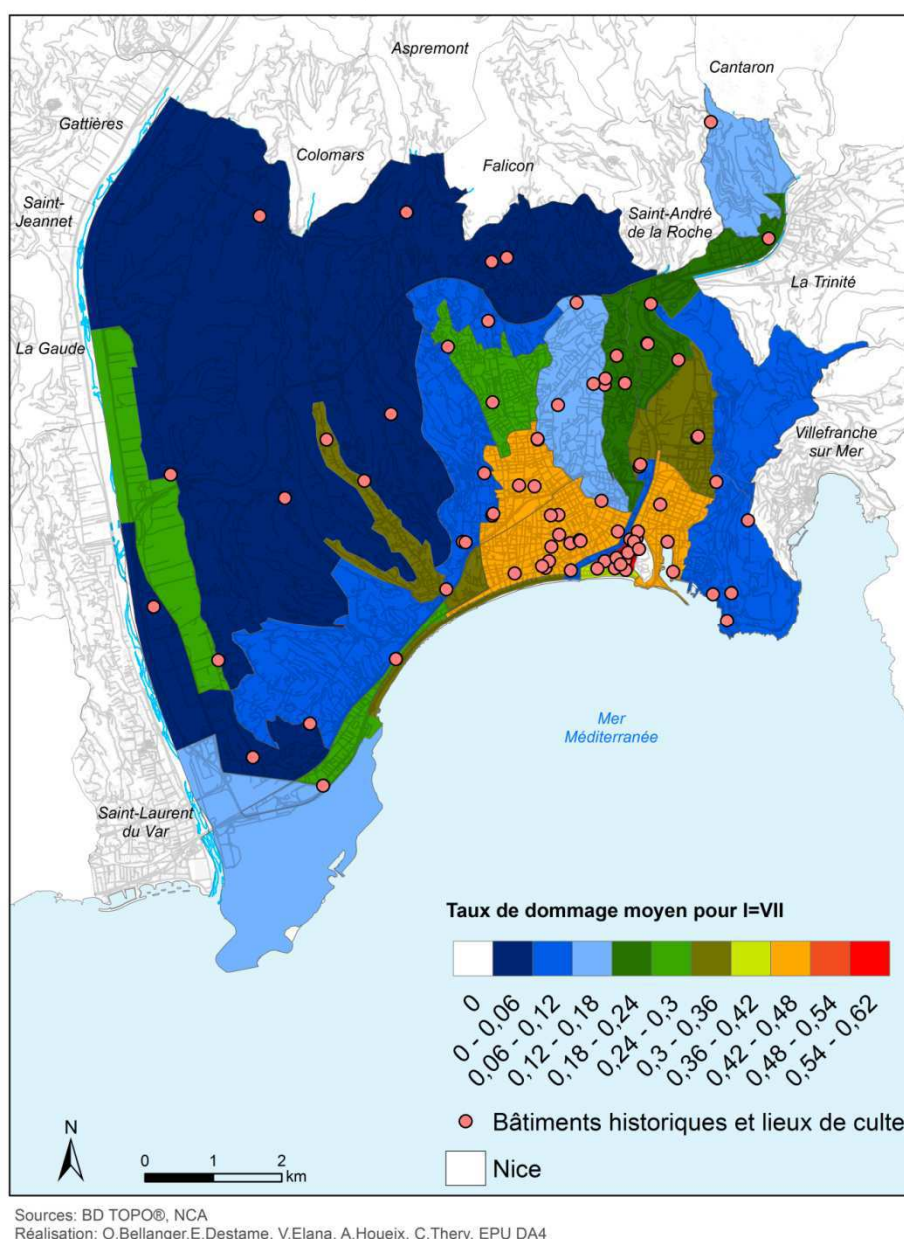 Aspremont
Cantaron
Gattières
Colomars
Falicon
Saint-
Jeannet
Saint-André
de la Roche
La Trinité
La Gaude
Villefranche
sur Mer
Mer
Méditerranée
Saint-Laurent
du Var
Taux de dommage moyen pour I=VII
0
0 - 0,06
0,06 - 0,12
0,12 - 0,18
0,18 - 0,24
0,24 - 0,3
0,3 - 0,36
0,36 - 0,42
0,42 - 0,48
0,48 - 0,54
0,54 - 0,62
Bâtiments historiques et lieux de culte
Nice
N
0 1 2
km
Sources: BD TOPO®, NCA
Réalisation: O.Bellanger,E.Destame, V.Elana, A.Houeix, C.Thery, EPU DA4